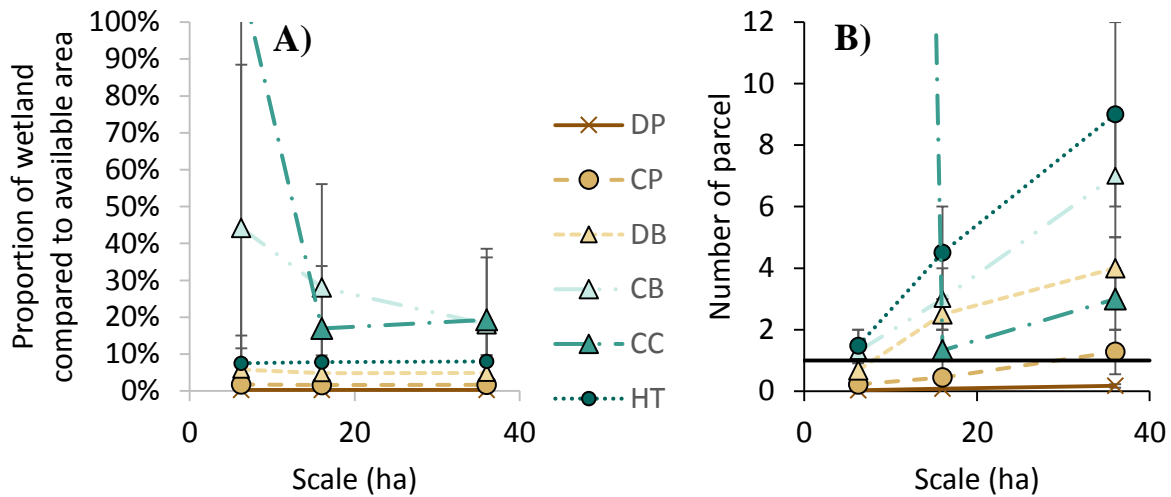 A)
Proportion of wetland
compared to available area
100%
90%
80%
70%
60%
50%
40%
30%
20%
10%
0%
0
20
40
Scale (ha)
DP
CP
DB
CB
CC
HT
B)
Number of parcel
12
10
8
6
4
2
0
0
20
40
Scale (ha)